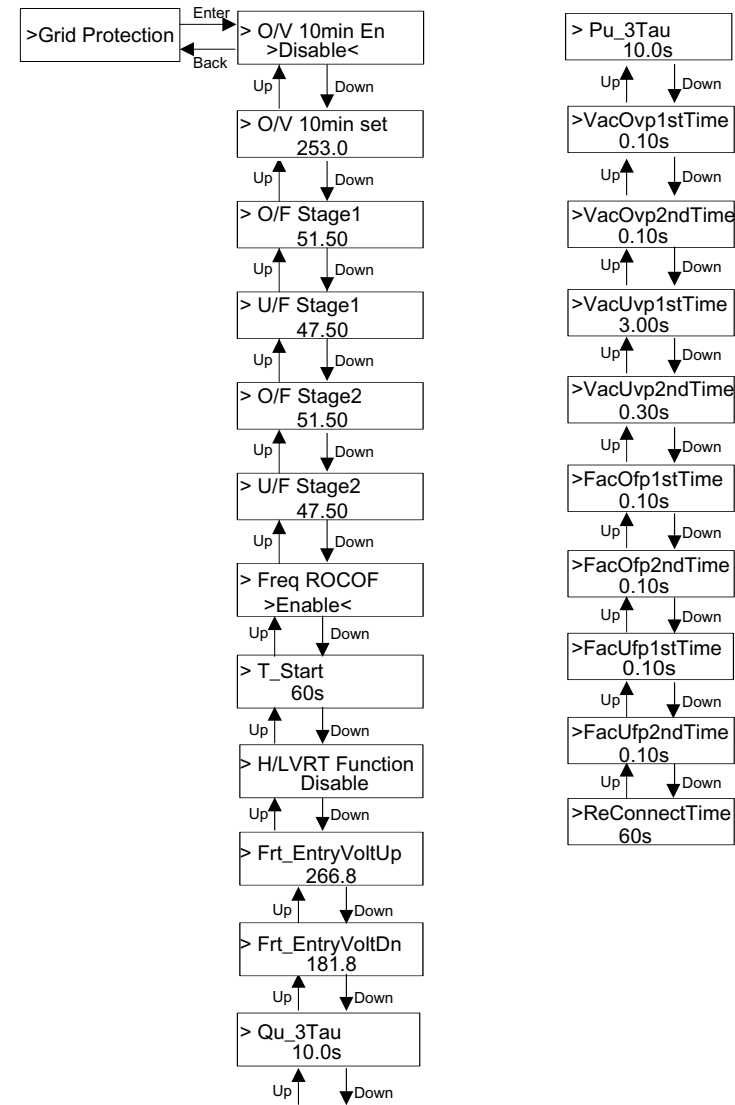 >Grid Protection
Enter
Back
> O/V 10min En
>Disable<
Up
Down
> O/V 10min set
253.0
Up
Down
> O/F Stage1
51.50
Up
Down
> U/F Stage1
47.50
Up
Down
> O/F Stage2
51.50
Up
Down
> U/F Stage2
47.50
Up
Down
> Freq ROCOF
>Enable<
Up
Down
> T_Start
60s
Up
Down
> H/LVRT Function
Disable
Up
Down
> Frt_EntryVoltUp
266.8
Up
Down
> Frt_EntryVoltDn
181.8
Up
Down
> Qu_3Tau
10.0s
Up
Down
> Pu_3Tau
10.0s
Up
Down
>VacOvp1stTime
0.10s
Up
Down
>VacOvp2ndTime
0.10s
Up
Down
>VacUvp1stTime
3.00s
Up
Down
>VacUvp2ndTime
0.30s
Up
Down
>FacOfp1stTime
0.10s
Up
Down
>FacOfp2ndTime
0.10s
Up
Down
>FacUfp1stTime
0.10s
Up
Down
>FacUfp2ndTime
0.10s
Up
Down
>ReConnectTime
60s